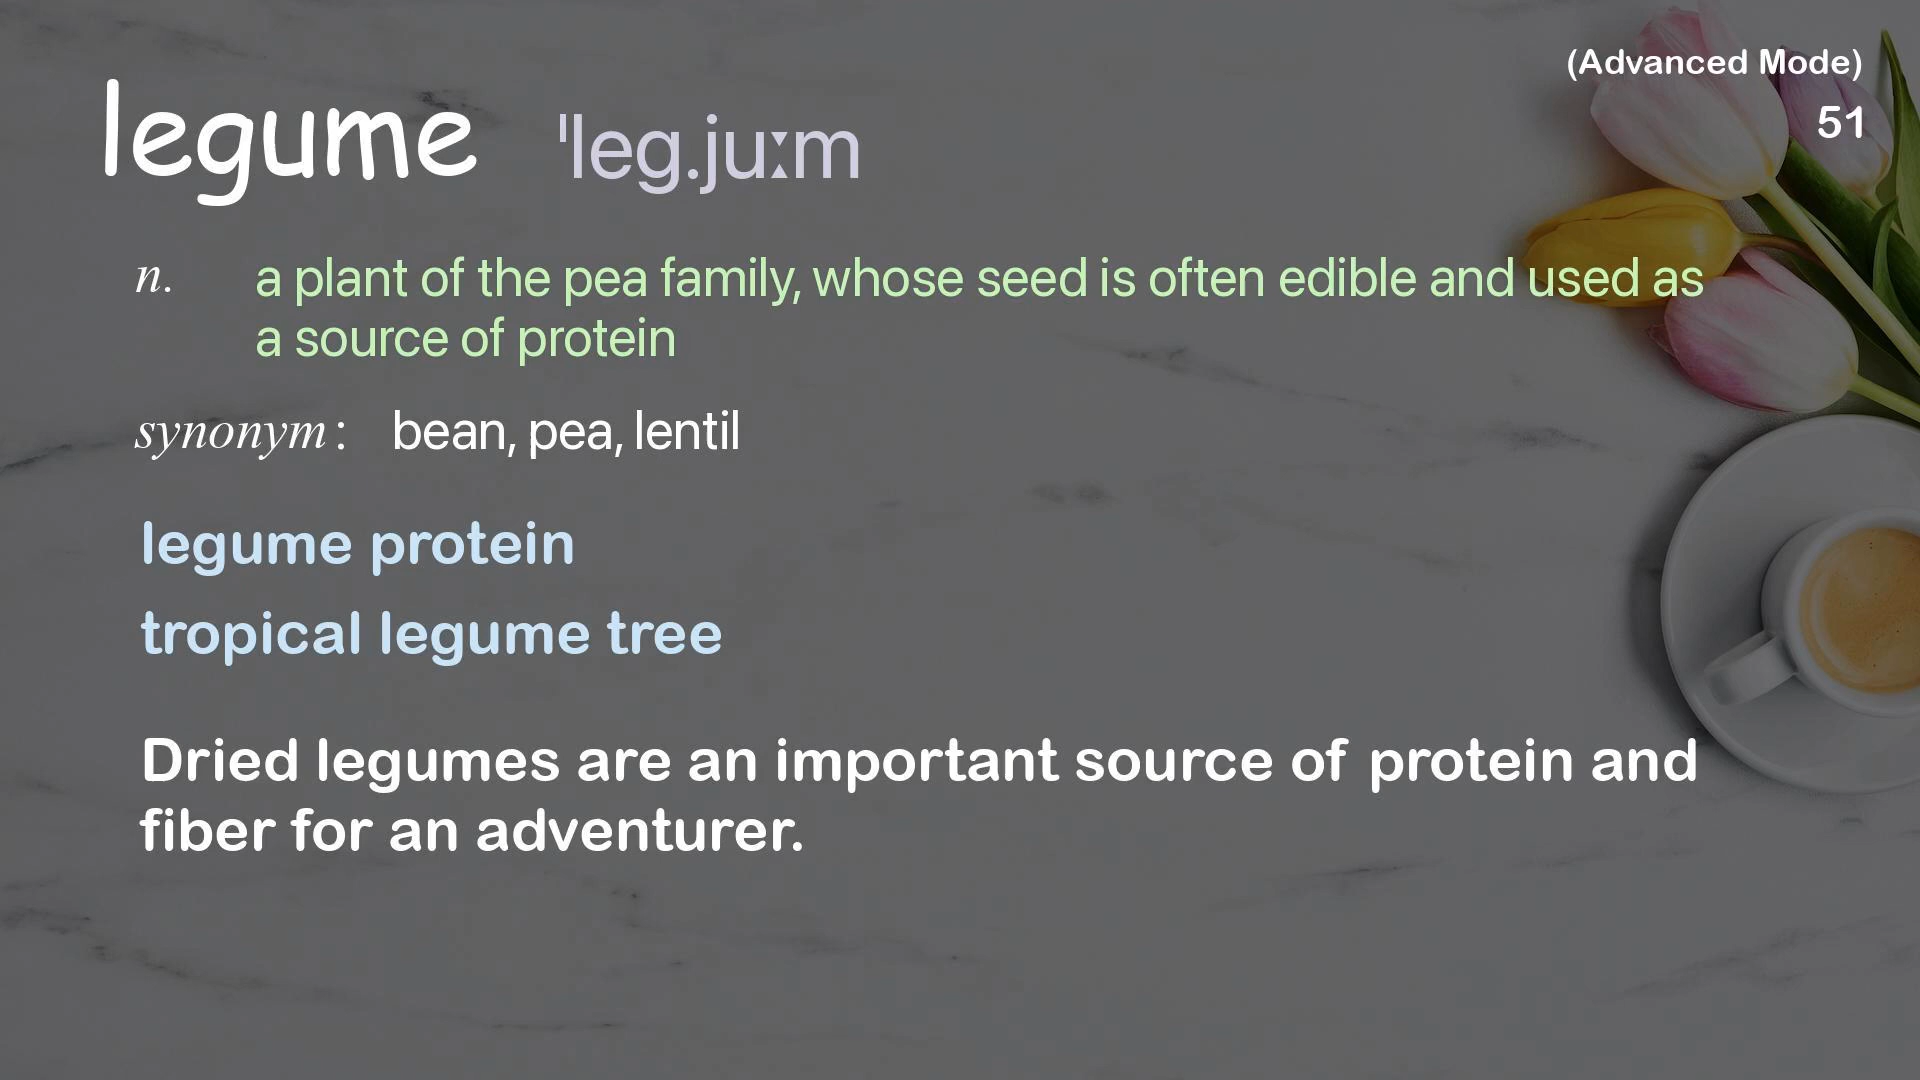 (Advanced Mode)
51
legume ˈleg.juːm
n. a plant of the pea family, whose seed is often edible and used as
a source of protein
synonym: bean, pea, lentil
legume protein
tropical legume tree
Dried legumes are an important source of protein and
fiber for an adventurer.